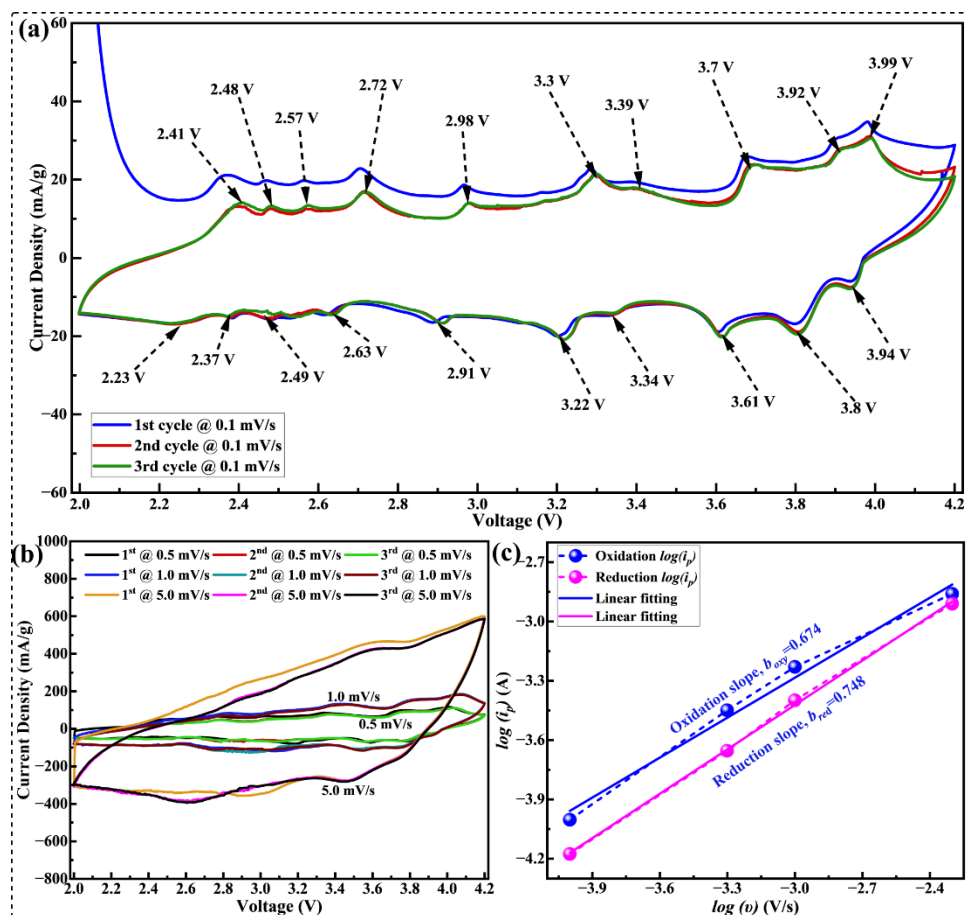 (a)
Current Density (mA/g)
60
40
20
0
−20
−40
−60
2.41 V
2.48 V
2.57 V
2.72 V
2.98 V
3.3 V
3.39 V
3.7 V
3.92 V
3.99 V
2.23 V
2.37 V
2.49 V
2.63 V
2.91 V
3.22 V
3.34 V
3.61 V
3.8 V
3.94 V
1st cycle @ 0.1 mV/s
2nd cycle @ 0.1 mV/s
3rd cycle @ 0.1 mV/s
2.0 2.2 2.4 2.6 2.8 3.0 3.2 3.4 3.6 3.8 4.0 4.2
Voltage (V)
(b)
Current Density (mA/g)
1000
800
600
400
200
0
−200
−400
−600
−800
1st @ 0.5 mV/s 2nd @ 0.5 mV/s 3rd @ 0.5 mV/s
1st @ 1.0 mV/s 2nd @ 1.0 mV/s 3rd @ 1.0 mV/s
1st @ 5.0 mV/s 2nd @ 5.0 mV/s 3rd @ 5.0 mV/s
1.0 mV/s
0.5 mV/s
5.0 mV/s
2.0 2.2 2.4 2.6 2.8 3.0 3.2 3.4 3.6 3.8 4.0 4.2
Voltage (V)
(c)
log (ip) (A)
−2.7
−3.0
−3.3
−3.6
−3.9
−4.2
Oxidation log(ip)
Reduction log(ip)
Linear fitting
Linear fitting
Oxidation slope, boxy=0.674
Reduction slope, bred=0.748
−3.9 −3.6 −3.3 −3.0 −2.7 −2.4
log (υ) (V/s)